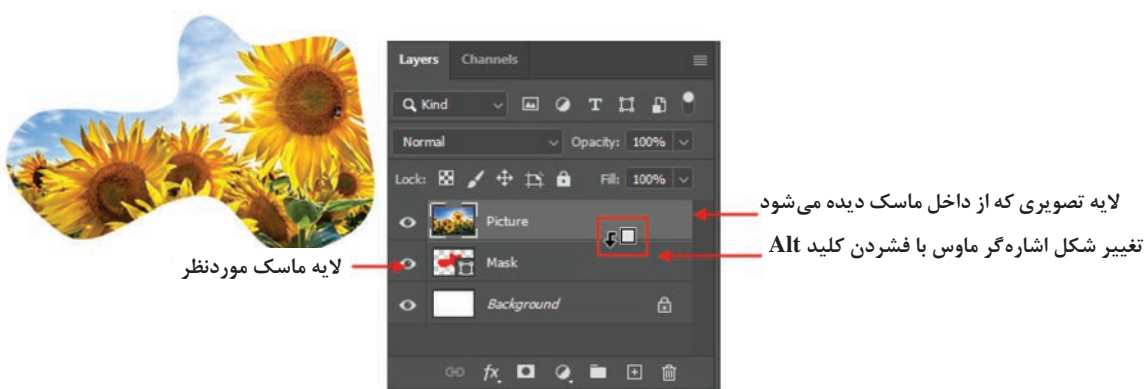 Layers Channels
Kind
Normal Opacity: 100%
Lock: Fill: 100%
Picture
Mask
Background
لایه تصویری که از داخل ماسک دیده می‌شود
تغییر شکل اشاره‌گر ماوس با فشردن کلید Alt
لایه ماسک موردنظر